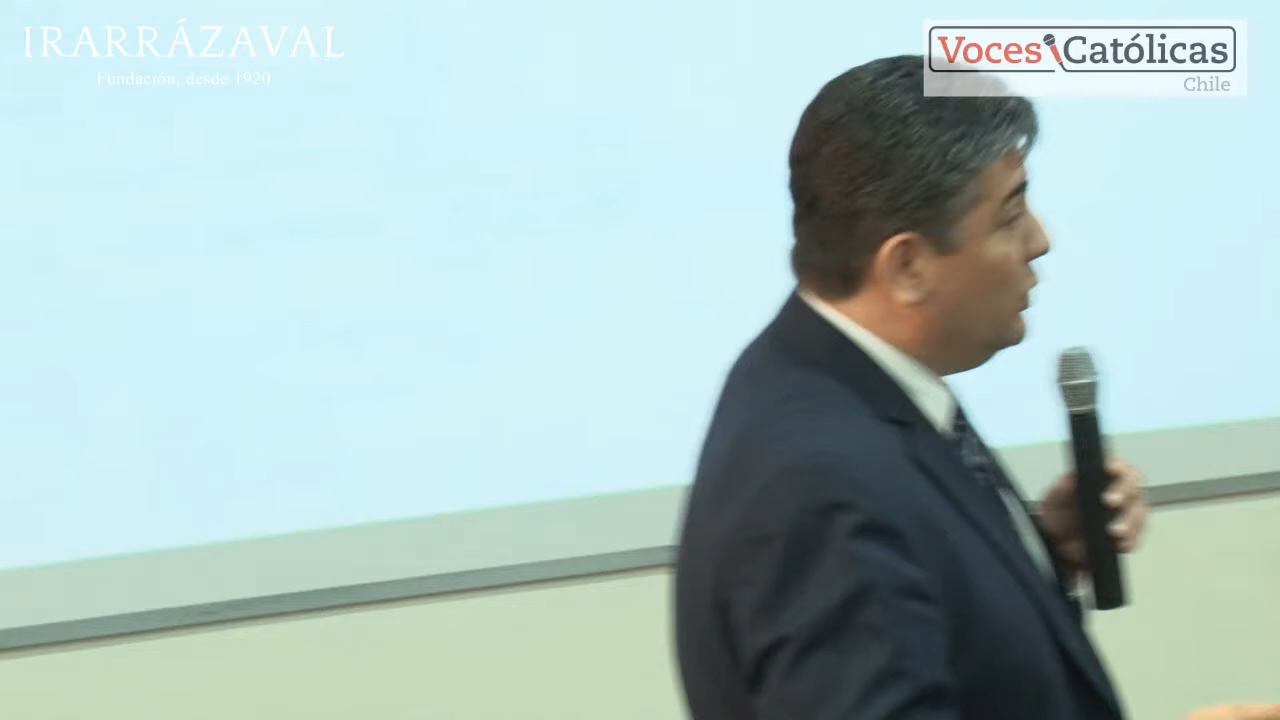 IRARRÁZAVAL
Fundación, desde 1920
Voces Católicas
Chile